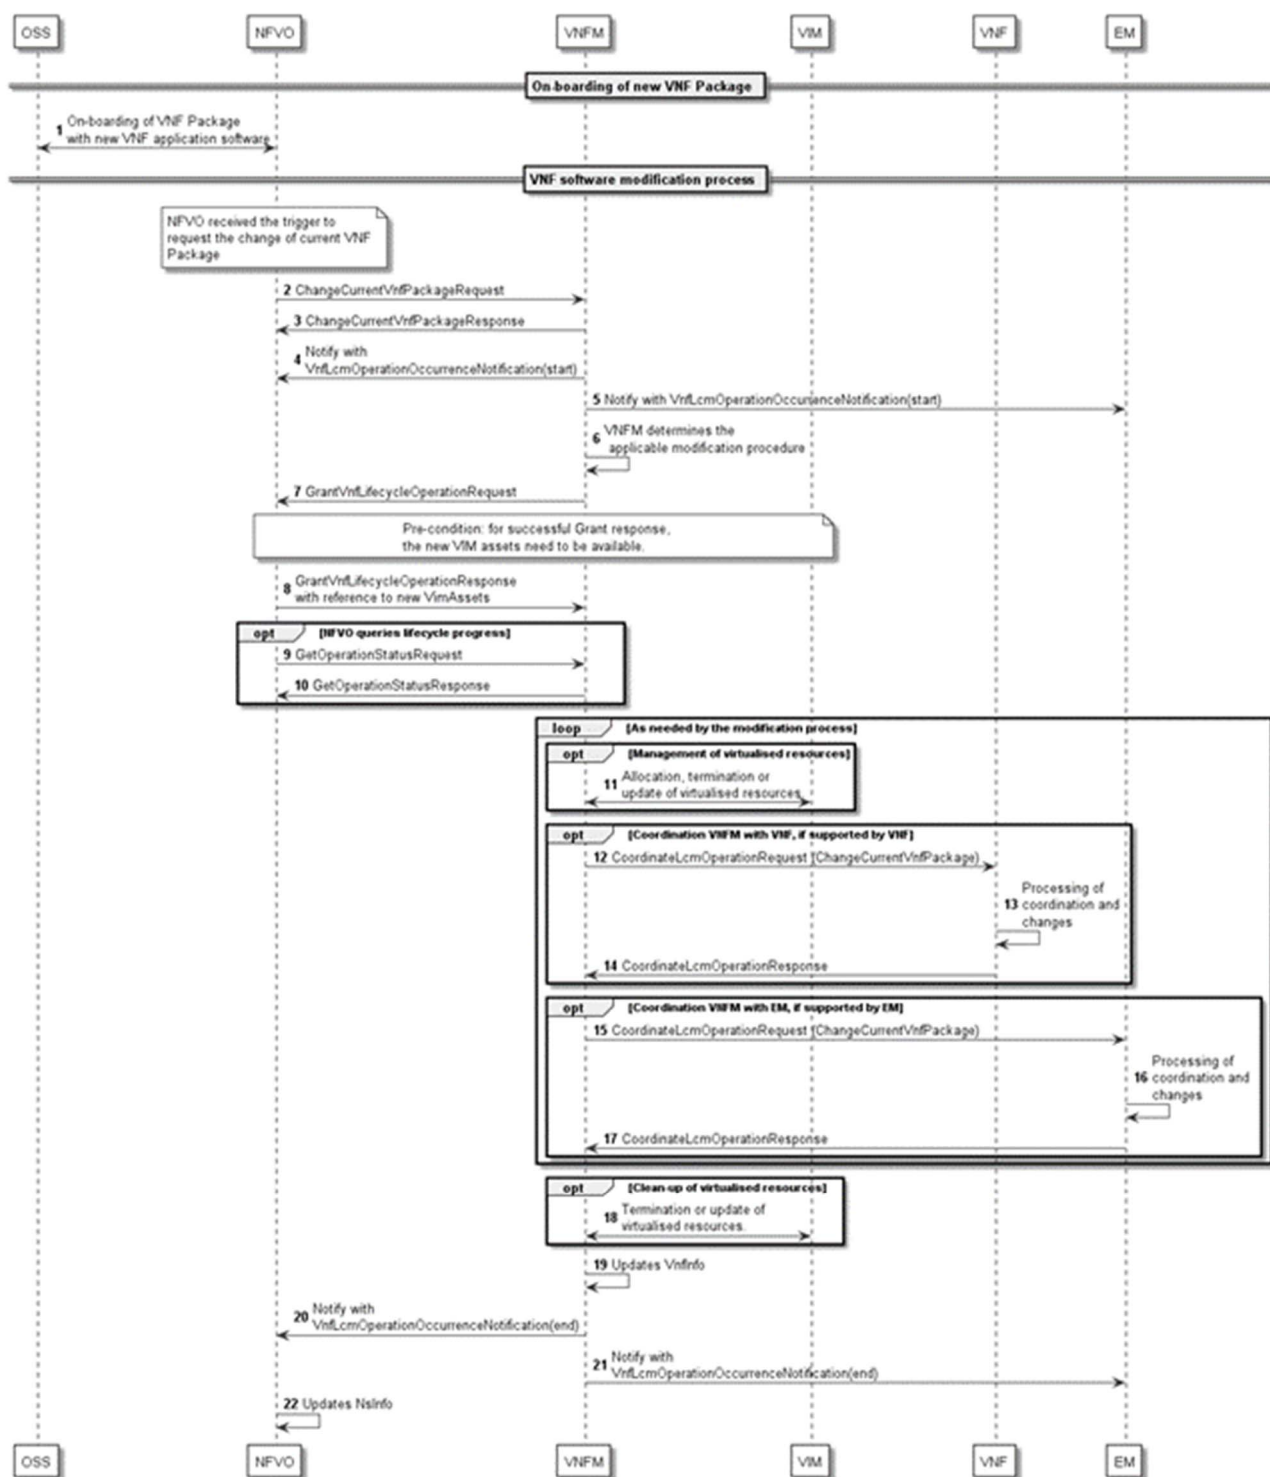 OSS NFVO VNFM VIM VNF EM
On-boarding of new VNF Package
1 On-boarding of VNF Package
with new VNF application software
VNF software modification process
NFVO received the trigger to
request the change of current VNF
Package
2 ChangeCurrentVnfPackageRequest
3 ChangeCurrentVnfPackageResponse
4 Notify with
VnfLcmOperationOccurrenceNotification(start)
5 Notify with VnfLcmOperationOccurrenceNotification(start)
6 VNFM determines the
applicable modification procedure
7 GrantVnfLifecycleOperationRequest
Pre-condition: for successful Grant response,
the new VIM assets need to be available.
8 GrantVnfLifecycleOperationResponse
with reference to new VimAssets
opt [NFVO queries lifecycle progress]
9 GetOperationStatusRequest
10 GetOperationStatusResponse
loop [As needed by the modification process]
opt [Management of virtualised resources]
11 Allocation, termination or
update of virtualised resources
opt [Coordination VNFM with VNF, if supported by VNF]
12 CoordinateLcmOperationRequest (ChangeCurrentVnfPackage)
13 Processing of
coordination and
changes
14 CoordinateLcmOperationResponse
opt [Coordination VNFM with EM, if supported by EM]
15 CoordinateLcmOperationRequest (ChangeCurrentVnfPackage)
16 Processing of
coordination and
changes
17 CoordinateLcmOperationResponse
opt [Clean-up of virtualised resources]
18 Termination or update of
virtualised resources.
19 Updates VnfInfo
20 Notify with
VnfLcmOperationOccurrenceNotification(end)
21 Notify with
VnfLcmOperationOccurrenceNotification(end)
22 Updates NsInfo
OSS NFVO VNFM VIM VNF EM